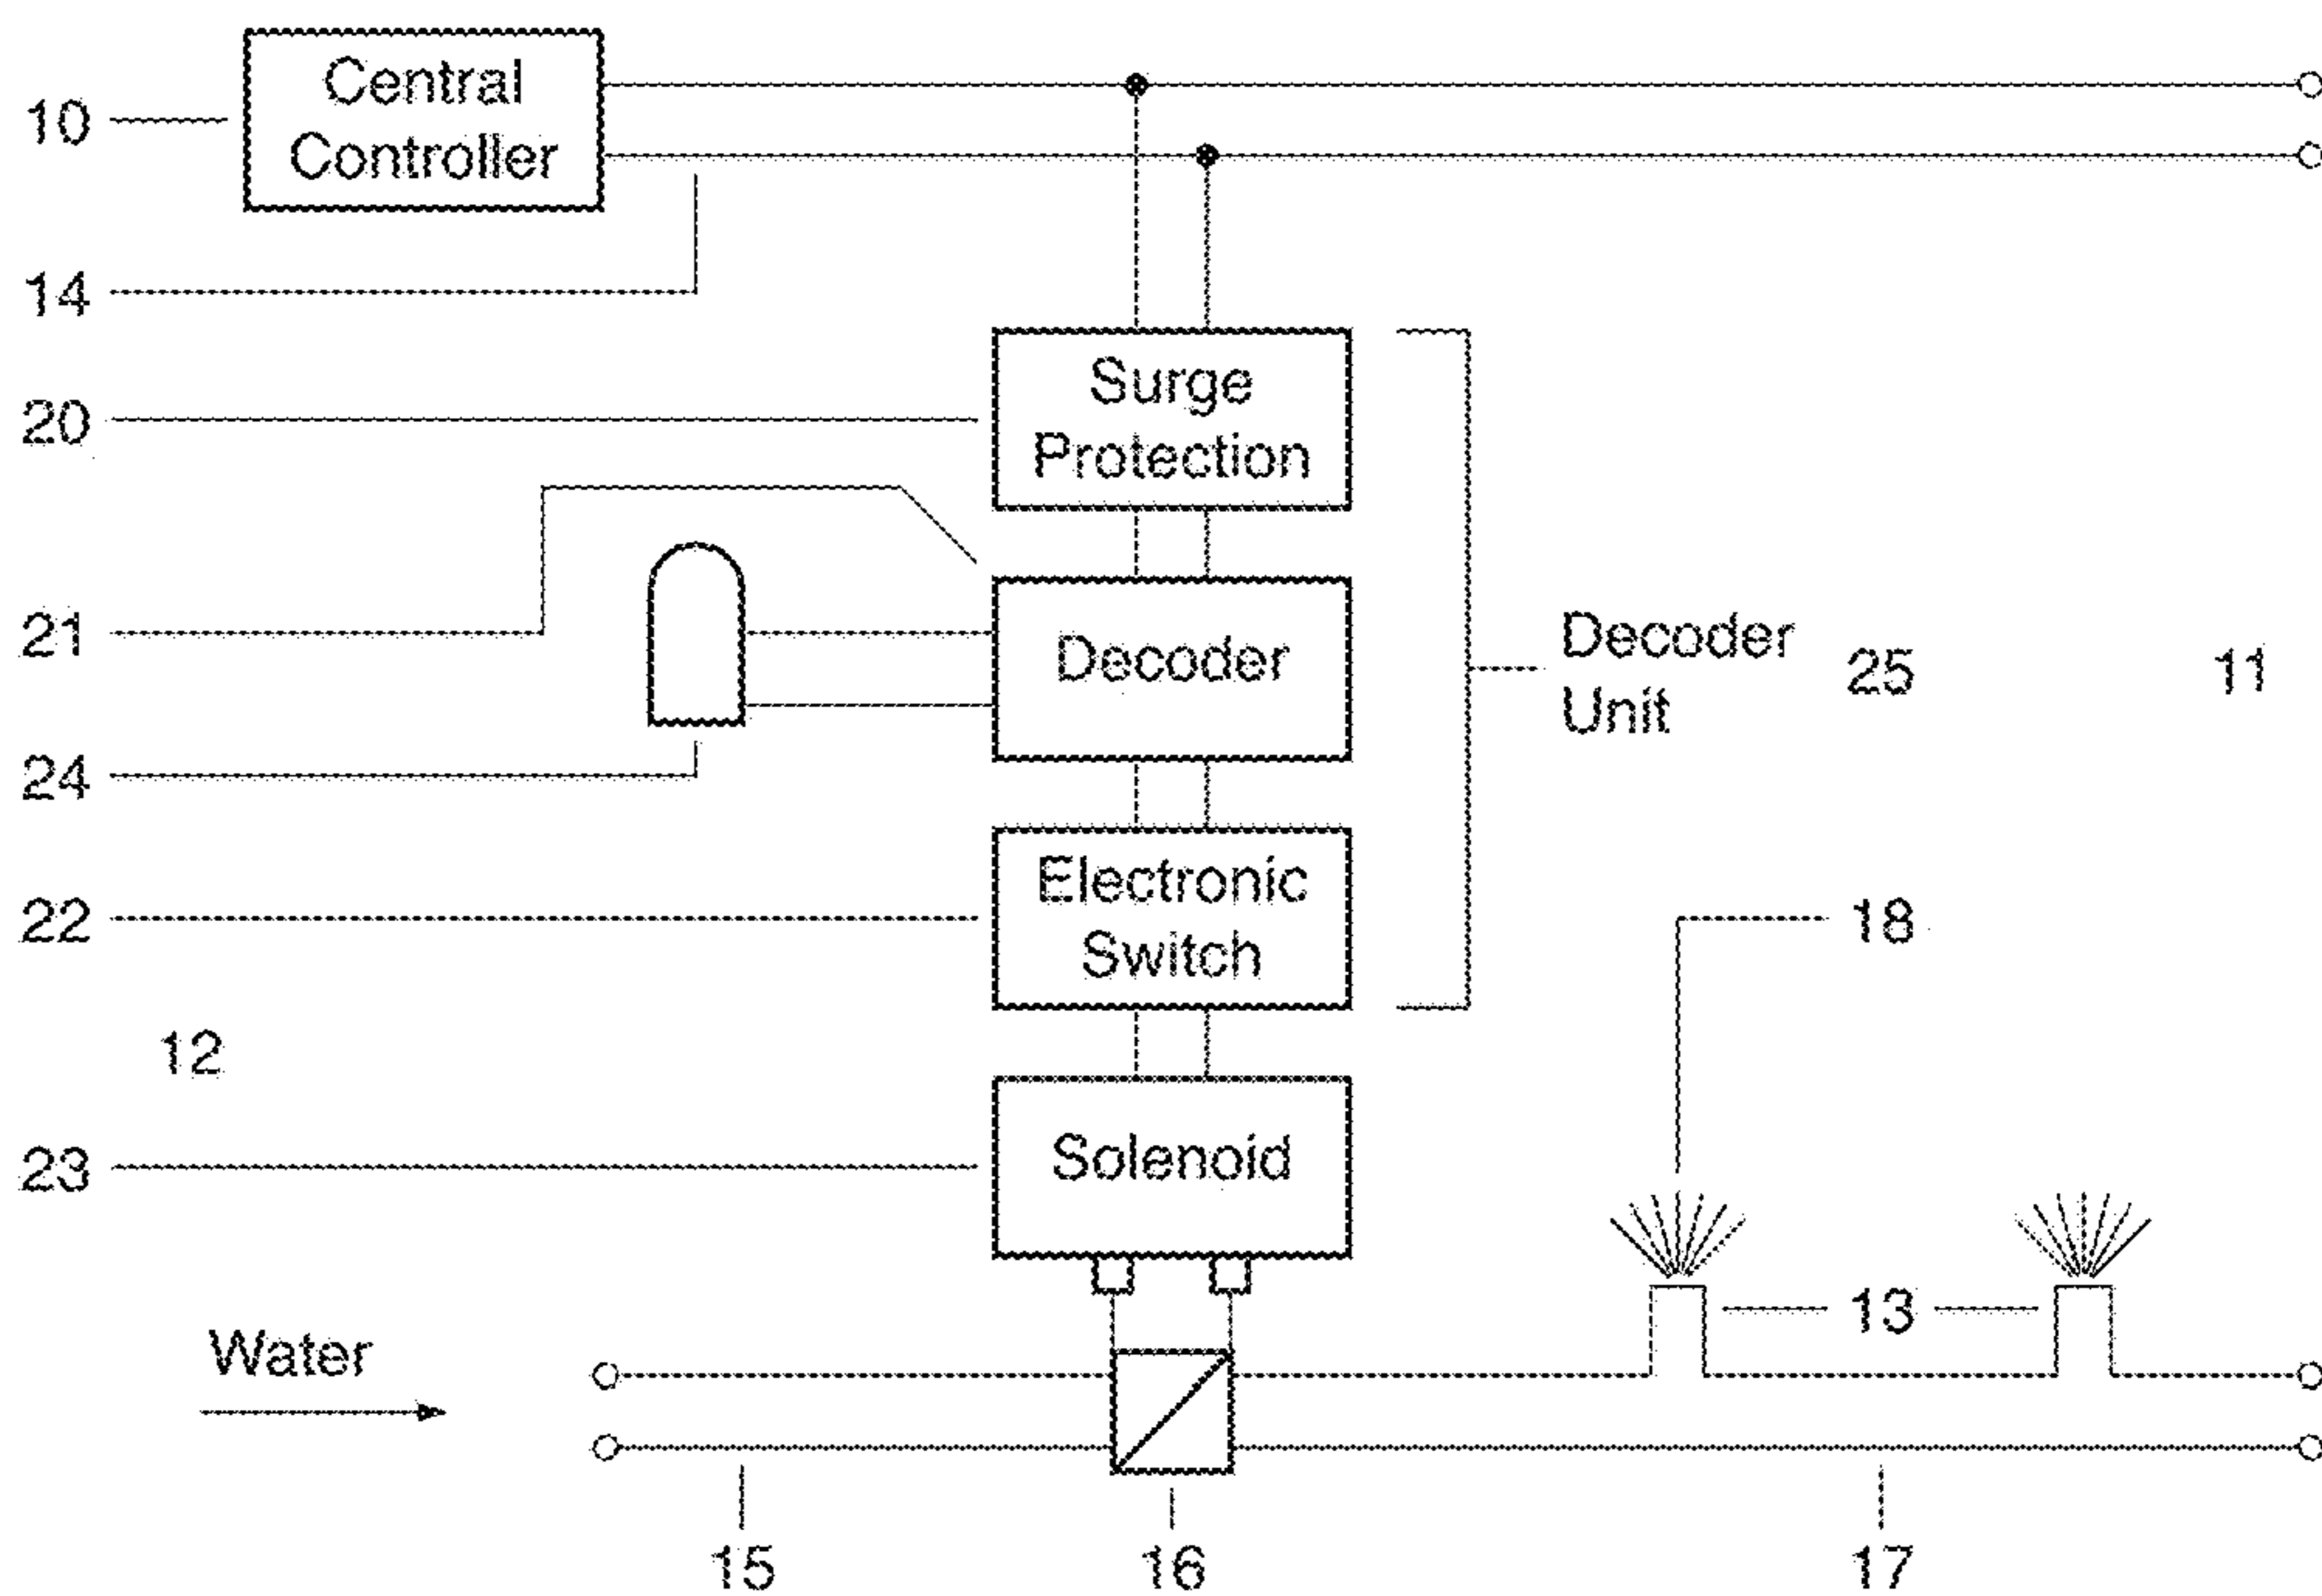 Central
Controller
10
14
Surge
Protection
20
21
Decoder
Decoder
Unit
25
11
24
Electronic
Switch
22
18
12
Solenoid
23
13
Water
15
16
17